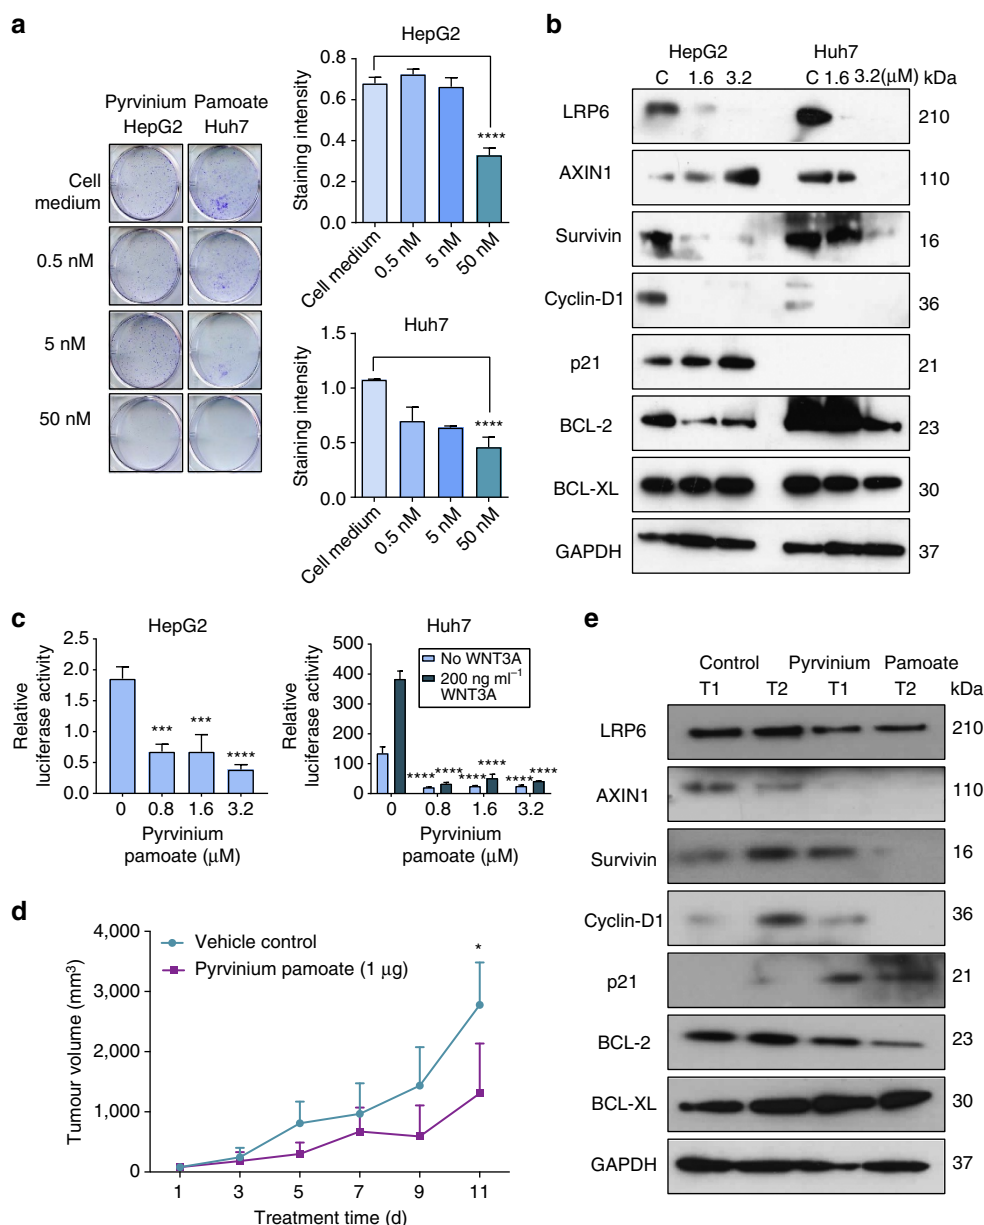 a
Pyrvinium Pamoate
HepG2 Huh7
Cell medium
0.5 nM
5 nM
50 nM
HepG2
Staining intensity
0.8
0.6
0.4
0.2
0.0
****
Cell medium
0.5 nM
5 nM
50 nM
Huh7
Staining intensity
1.5
1.0
0.5
0.0
****
Cell medium
0.5 nM
5 nM
50 nM
b
HepG2 Huh7
C 1.6 3.2 C 1.6 3.2(μM) kDa
LRP6 210
AXIN1 110
Survivin 16
Cyclin-D1 36
p21 21
BCL-2 23
BCL-XL 30
GAPDH 37
c
HepG2
Relative
luciferase activity
2.5
2.0
1.5
1.0
0.5
0.0
*** *** ****
0 0.8 1.6 3.2
Pyrvinium
pamoate (μM)
Huh7
Relative
luciferase activity
500
400
300
200
100
0
No WNT3A
200 ng ml⁻¹
WNT3A
**** **** **** **** **** ****
0 0.8 1.6 3.2
Pyrvinium
pamoate (μM)
d
Tumour volume (mm³)
4,000
3,000
2,000
1,000
0
Vehicle control
Pyrvinium pamoate (1 μg)
*
1 3 5 7 9 11
Treatment time (d)
e
Control Pyrvinium Pamoate
T1 T2 T1 T2 kDa
LRP6 210
AXIN1 110
Survivin 16
Cyclin-D1 36
p21 21
BCL-2 23
BCL-XL 30
GAPDH 37